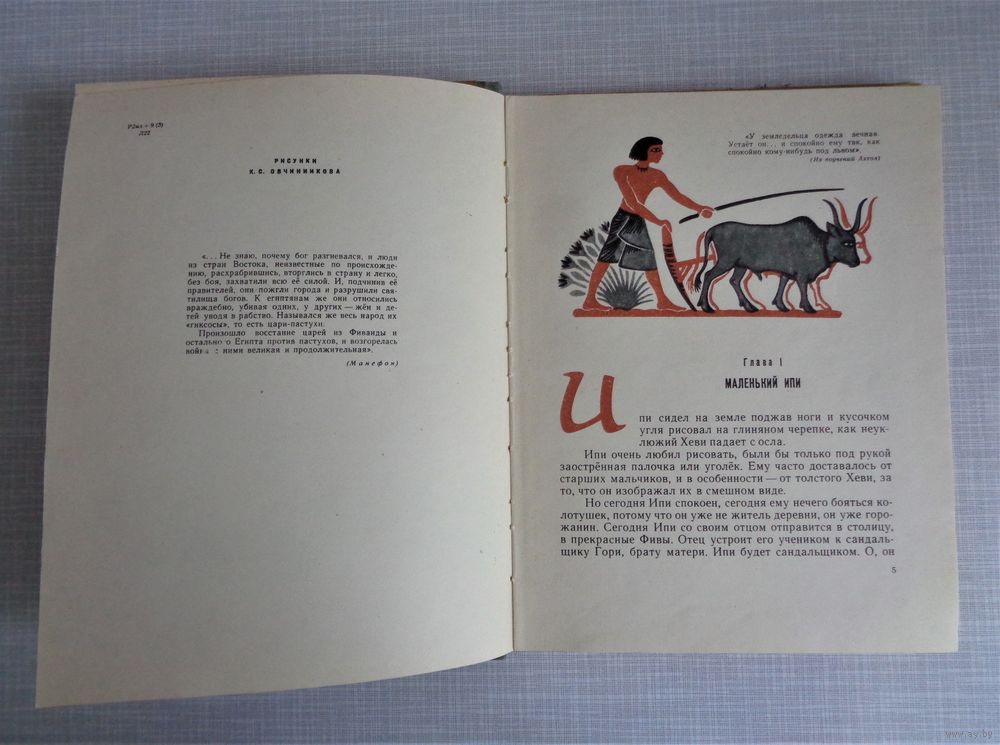 Р2кл + 9 (3)
Л22
РИСУНКИ
К. С. ОВЧИННИКОВА
«. . . Не знаю, почему бог разгневался, и люди
из стран Востока, неизвестные по происхожде-
нию, расхрабрившись, вторглись в страну и легко,
без боя, захватили всю её силой. И, подчинив её
правителей, они пожгли города и разрушили свя-
тилища богов. К египтянам же они относились
враждебно, убивая одних, у других — жён и де-
тей уводя в рабство. Назывался же весь народ их
«гиксосы», то есть цари-пастухи.
Произошло восстание царей из Фиваиды и
остально о Египта против пастухов, и возгорелась
война с ними великая и продолжительная».
(Манефон)
«У земледельца одежда вечная.
Устаёт он. . . и спокойно ему так, как
спокойно кому-нибудь под львом».
(Из поучений Ахтоя)
Глава I
МАЛЕНЬКИЙ ИПИ
Ипи сидел на земле поджав ноги и кусочком
угля рисовал на глиняном черепке, как неук-
люжий Хеви падает с осла.
Ипи очень любил рисовать, были бы только под рукой
заострённая палочка или уголёк. Ему часто доставалось от
старших мальчиков, и в особенности — от толстого Хеви, за
то, что он изображал их в смешном виде.
Но сегодня Ипи спокоен, сегодня ему нечего бояться ко-
лотушек, потому что он уже не житель деревни, он уже горо-
жанин. Сегодня Ипи со своим отцом отправится в столицу,
в прекрасные Фивы. Отец устроит его учеником к сандаль-
щику Гори, брату матери. Ипи будет сандальщиком. О, он
5
www.ay.by